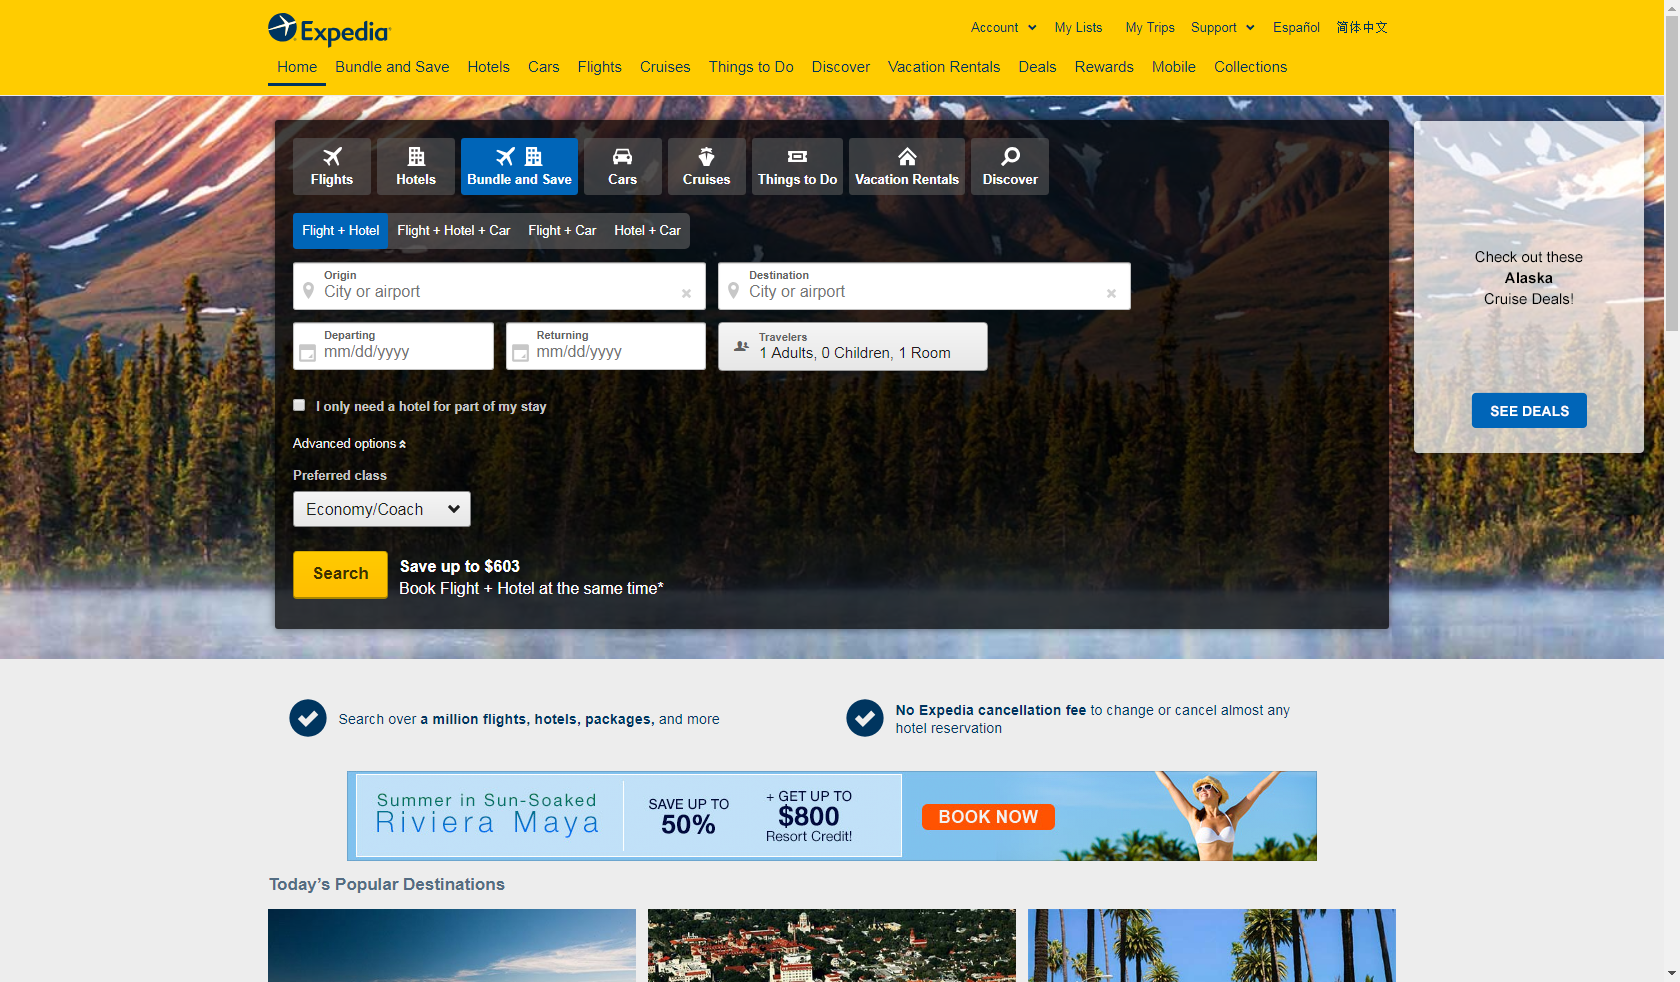 Expedia
Account
My Lists
My Trips
Support
Español
简体中文
Home
Bundle and Save
Hotels
Cars
Flights
Cruises
Things to Do
Discover
Vacation Rentals
Deals
Rewards
Mobile
Collections
Flights
Hotels
Bundle and Save
Cars
Cruises
Things to Do
Vacation Rentals
Discover
Flight + Hotel
Flight + Hotel + Car
Flight + Car
Hotel + Car
Origin
City or airport
Destination
City or airport
Departing
mm/dd/yyyy
Returning
mm/dd/yyyy
Travelers
1 Adults, 0 Children, 1 Room
I only need a hotel for part of my stay
Advanced options
Preferred class
Economy/Coach
Search
Save up to $603
Book Flight + Hotel at the same time*
Check out these
Alaska
Cruise Deals!
SEE DEALS
Search over a million flights, hotels, packages, and more
No Expedia cancellation fee to change or cancel almost any
hotel reservation
Summer in Sun-Soaked
Riviera Maya
SAVE UP TO
50%
+ GET UP TO
$800
Resort Credit!
BOOK NOW
Today’s Popular Destinations